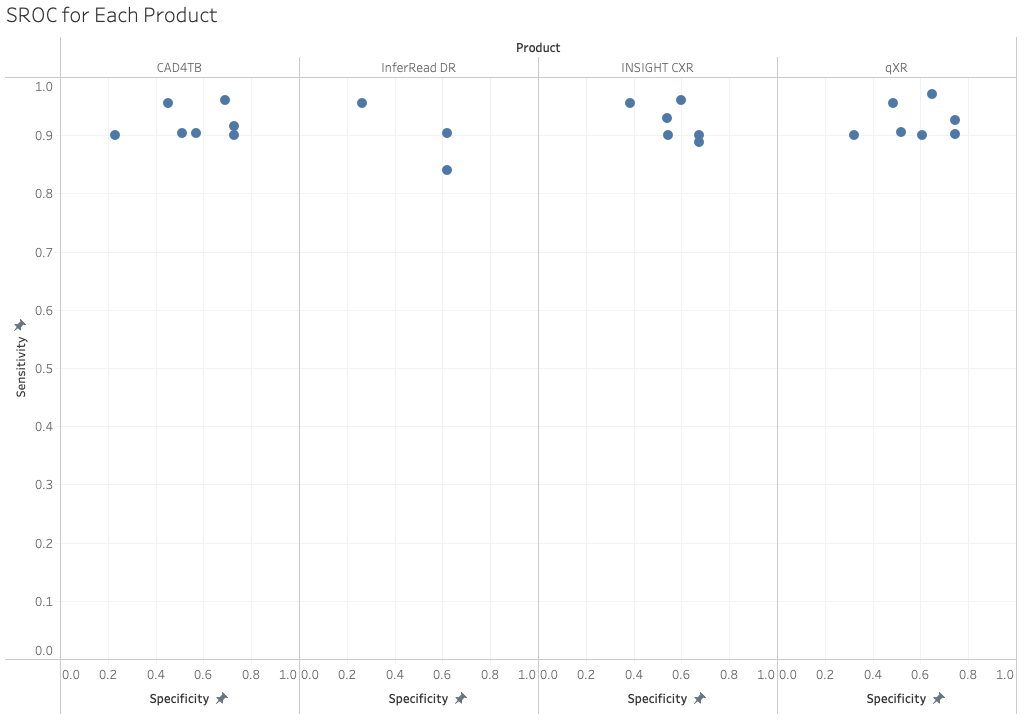 SROC for Each Product
Product
CAD4TB InferRead DR INSIGHT CXR qXR
1.0
0.9
0.8
0.7
0.6
0.5
0.4
0.3
0.2
0.1
0.0
Sensitivity
0.0 0.2 0.4 0.6 0.8 1.0 0.0 0.2 0.4 0.6 0.8 1.0 0.0 0.2 0.4 0.6 0.8 1.0 0.0 0.2 0.4 0.6 0.8 1.0
Specificity Specificity Specificity Specificity